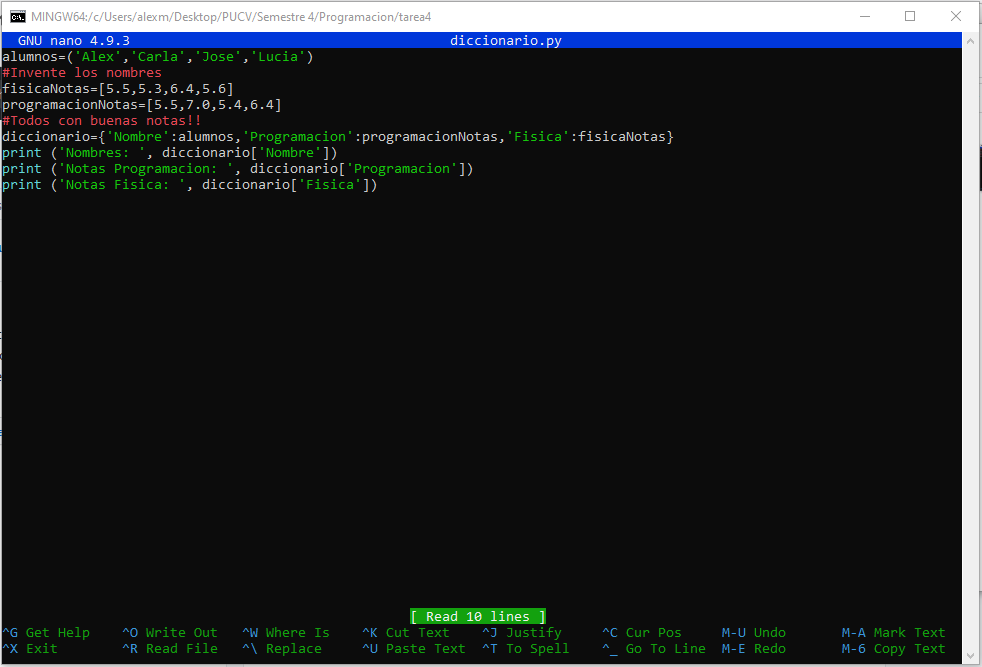 MINGW64:/c/Users/alexm/Desktop/PUCV/Semestre 4/Programacion/tarea4
GNU nano 4.9.3 diccionario.py
alumnos=('Alex','Carla','Jose','Lucia')
#Invente los nombres
fisicaNotas=[5.5,5.3,6.4,5.6]
programacionNotas=[5.5,7.0,5.4,6.4]
#Todos con buenas notas!!
diccionario={'Nombre':alumnos,'Programacion':programacionNotas,'Fisica':fisicaNotas}
print ('Nombres: ', diccionario['Nombre'])
print ('Notas Programacion: ', diccionario['Programacion'])
print ('Notas Fisica: ', diccionario['Fisica'])
[ Read 10 lines ]
^G Get Help ^O Write Out ^W Where Is ^K Cut Text ^J Justify ^C Cur Pos M-U Undo M-A Mark Text
^X Exit ^R Read File ^\ Replace ^U Paste Text ^T To Spell ^_ Go To Line M-E Redo M-6 Copy Text